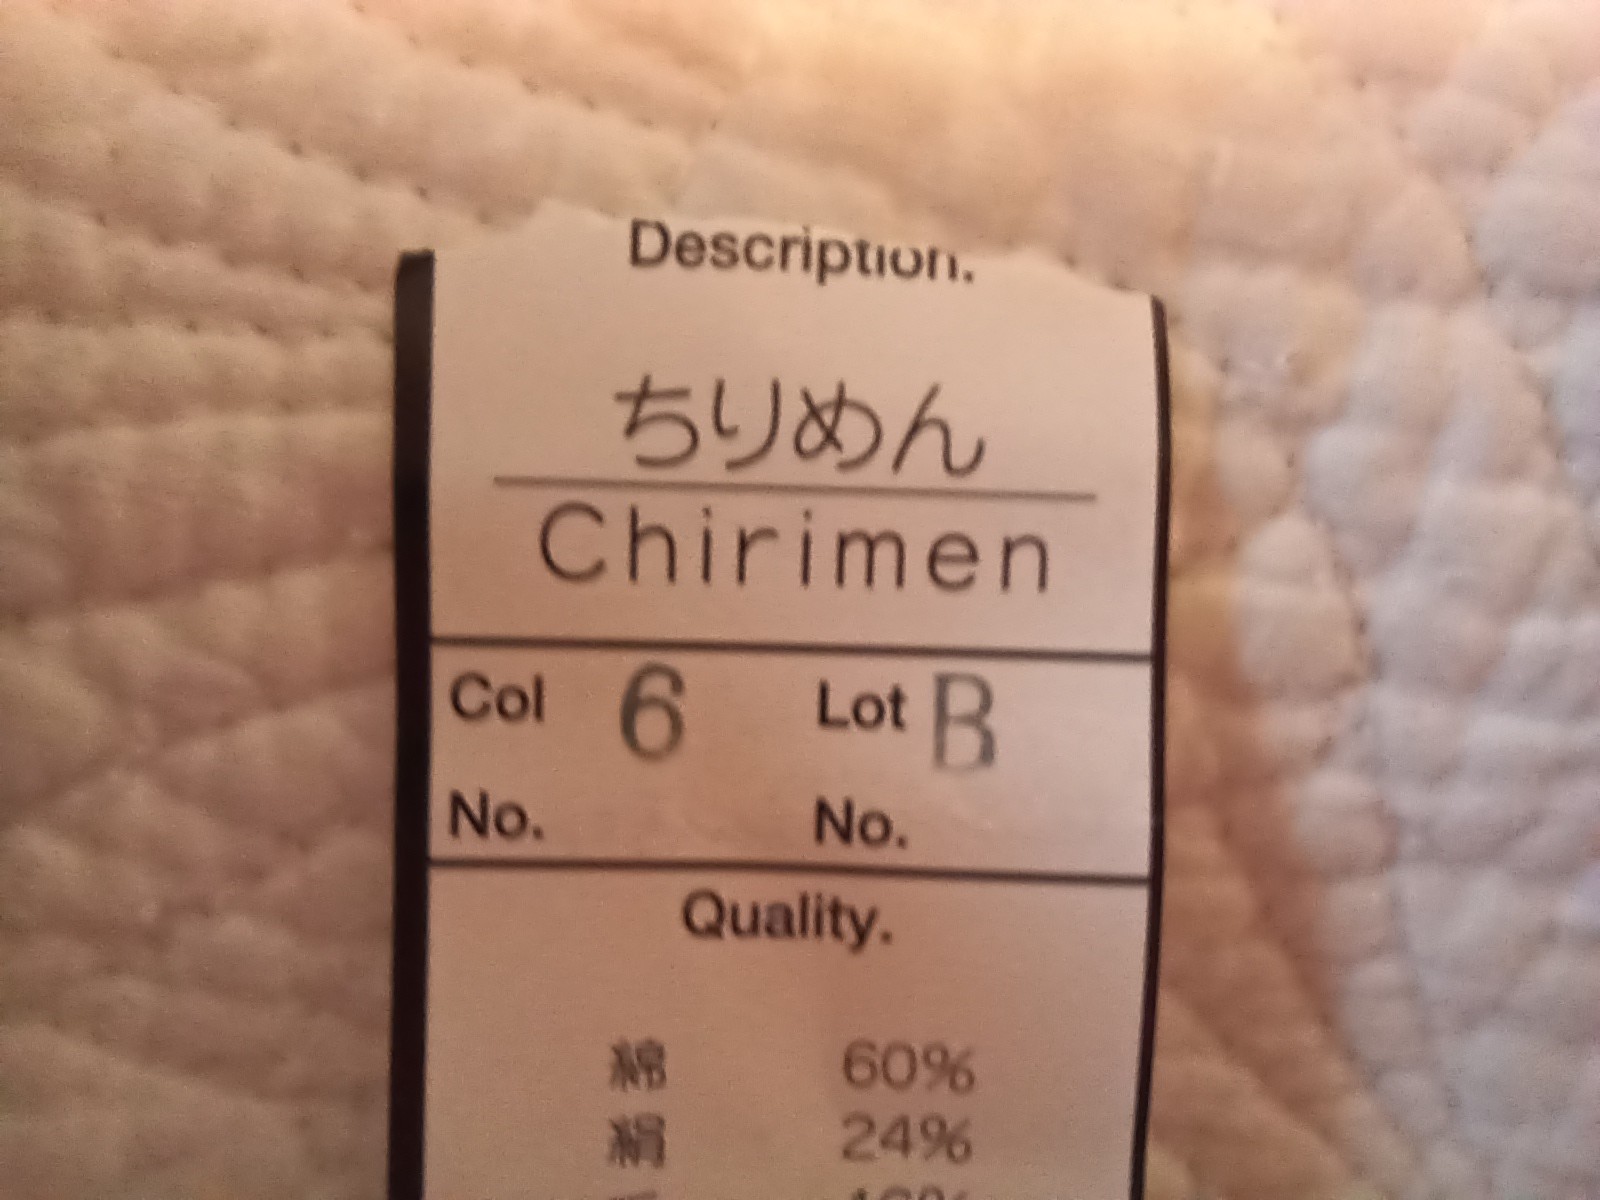 Description.
ちりめん
Chirimen
Col 6 Lot B
No. No.
Quality.
綿 60%
絹 24%